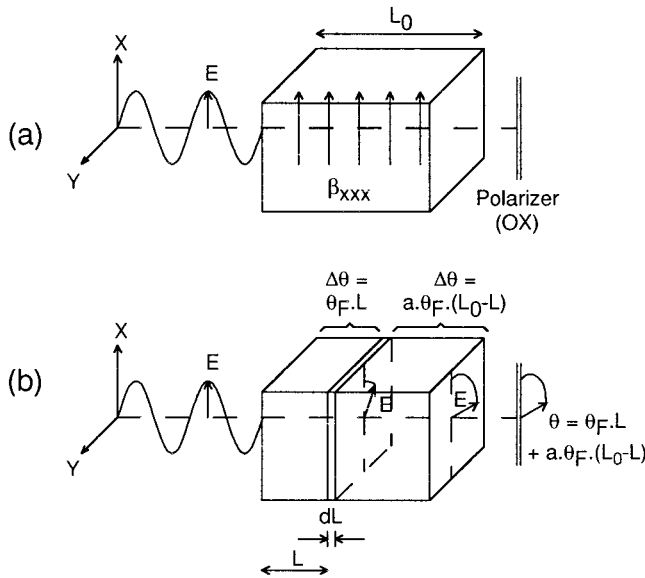 L0
X
E
(a)
Y
βXXX
Polarizer
(OX)
Δθ =
θF.L
Δθ =
a.θF.(L0-L)
X
E
(b)
E
E
Y
θ = θF.L
+ a.θF.(L0-L)
dL
L